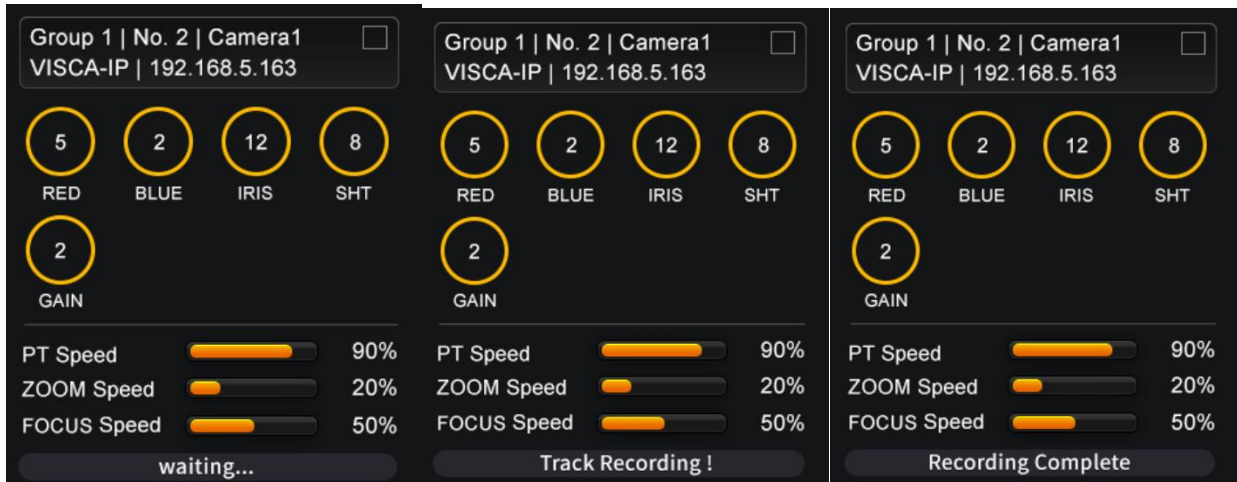 Group 1 | No. 2 | Camera1
VISCA-IP | 192.168.5.163
5 2 12 8
RED BLUE IRIS SHT
2
GAIN
PT Speed 90%
ZOOM Speed 20%
FOCUS Speed 50%
waiting...
Group 1 | No. 2 | Camera1
VISCA-IP | 192.168.5.163
5 2 12 8
RED BLUE IRIS SHT
2
GAIN
PT Speed 90%
ZOOM Speed 20%
FOCUS Speed 50%
Track Recording !
Group 1 | No. 2 | Camera1
VISCA-IP | 192.168.5.163
5 2 12 8
RED BLUE IRIS SHT
2
GAIN
PT Speed 90%
ZOOM Speed 20%
FOCUS Speed 50%
Recording Complete